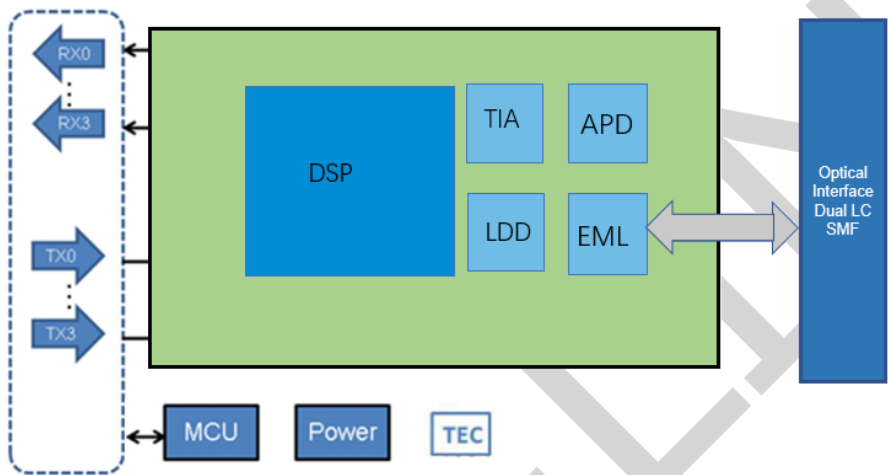 RX0
RX3
TX0
TX3
DSP
TIA
APD
LDD
EML
Optical
Interface
Dual LC
SMF
MCU
Power
TEC